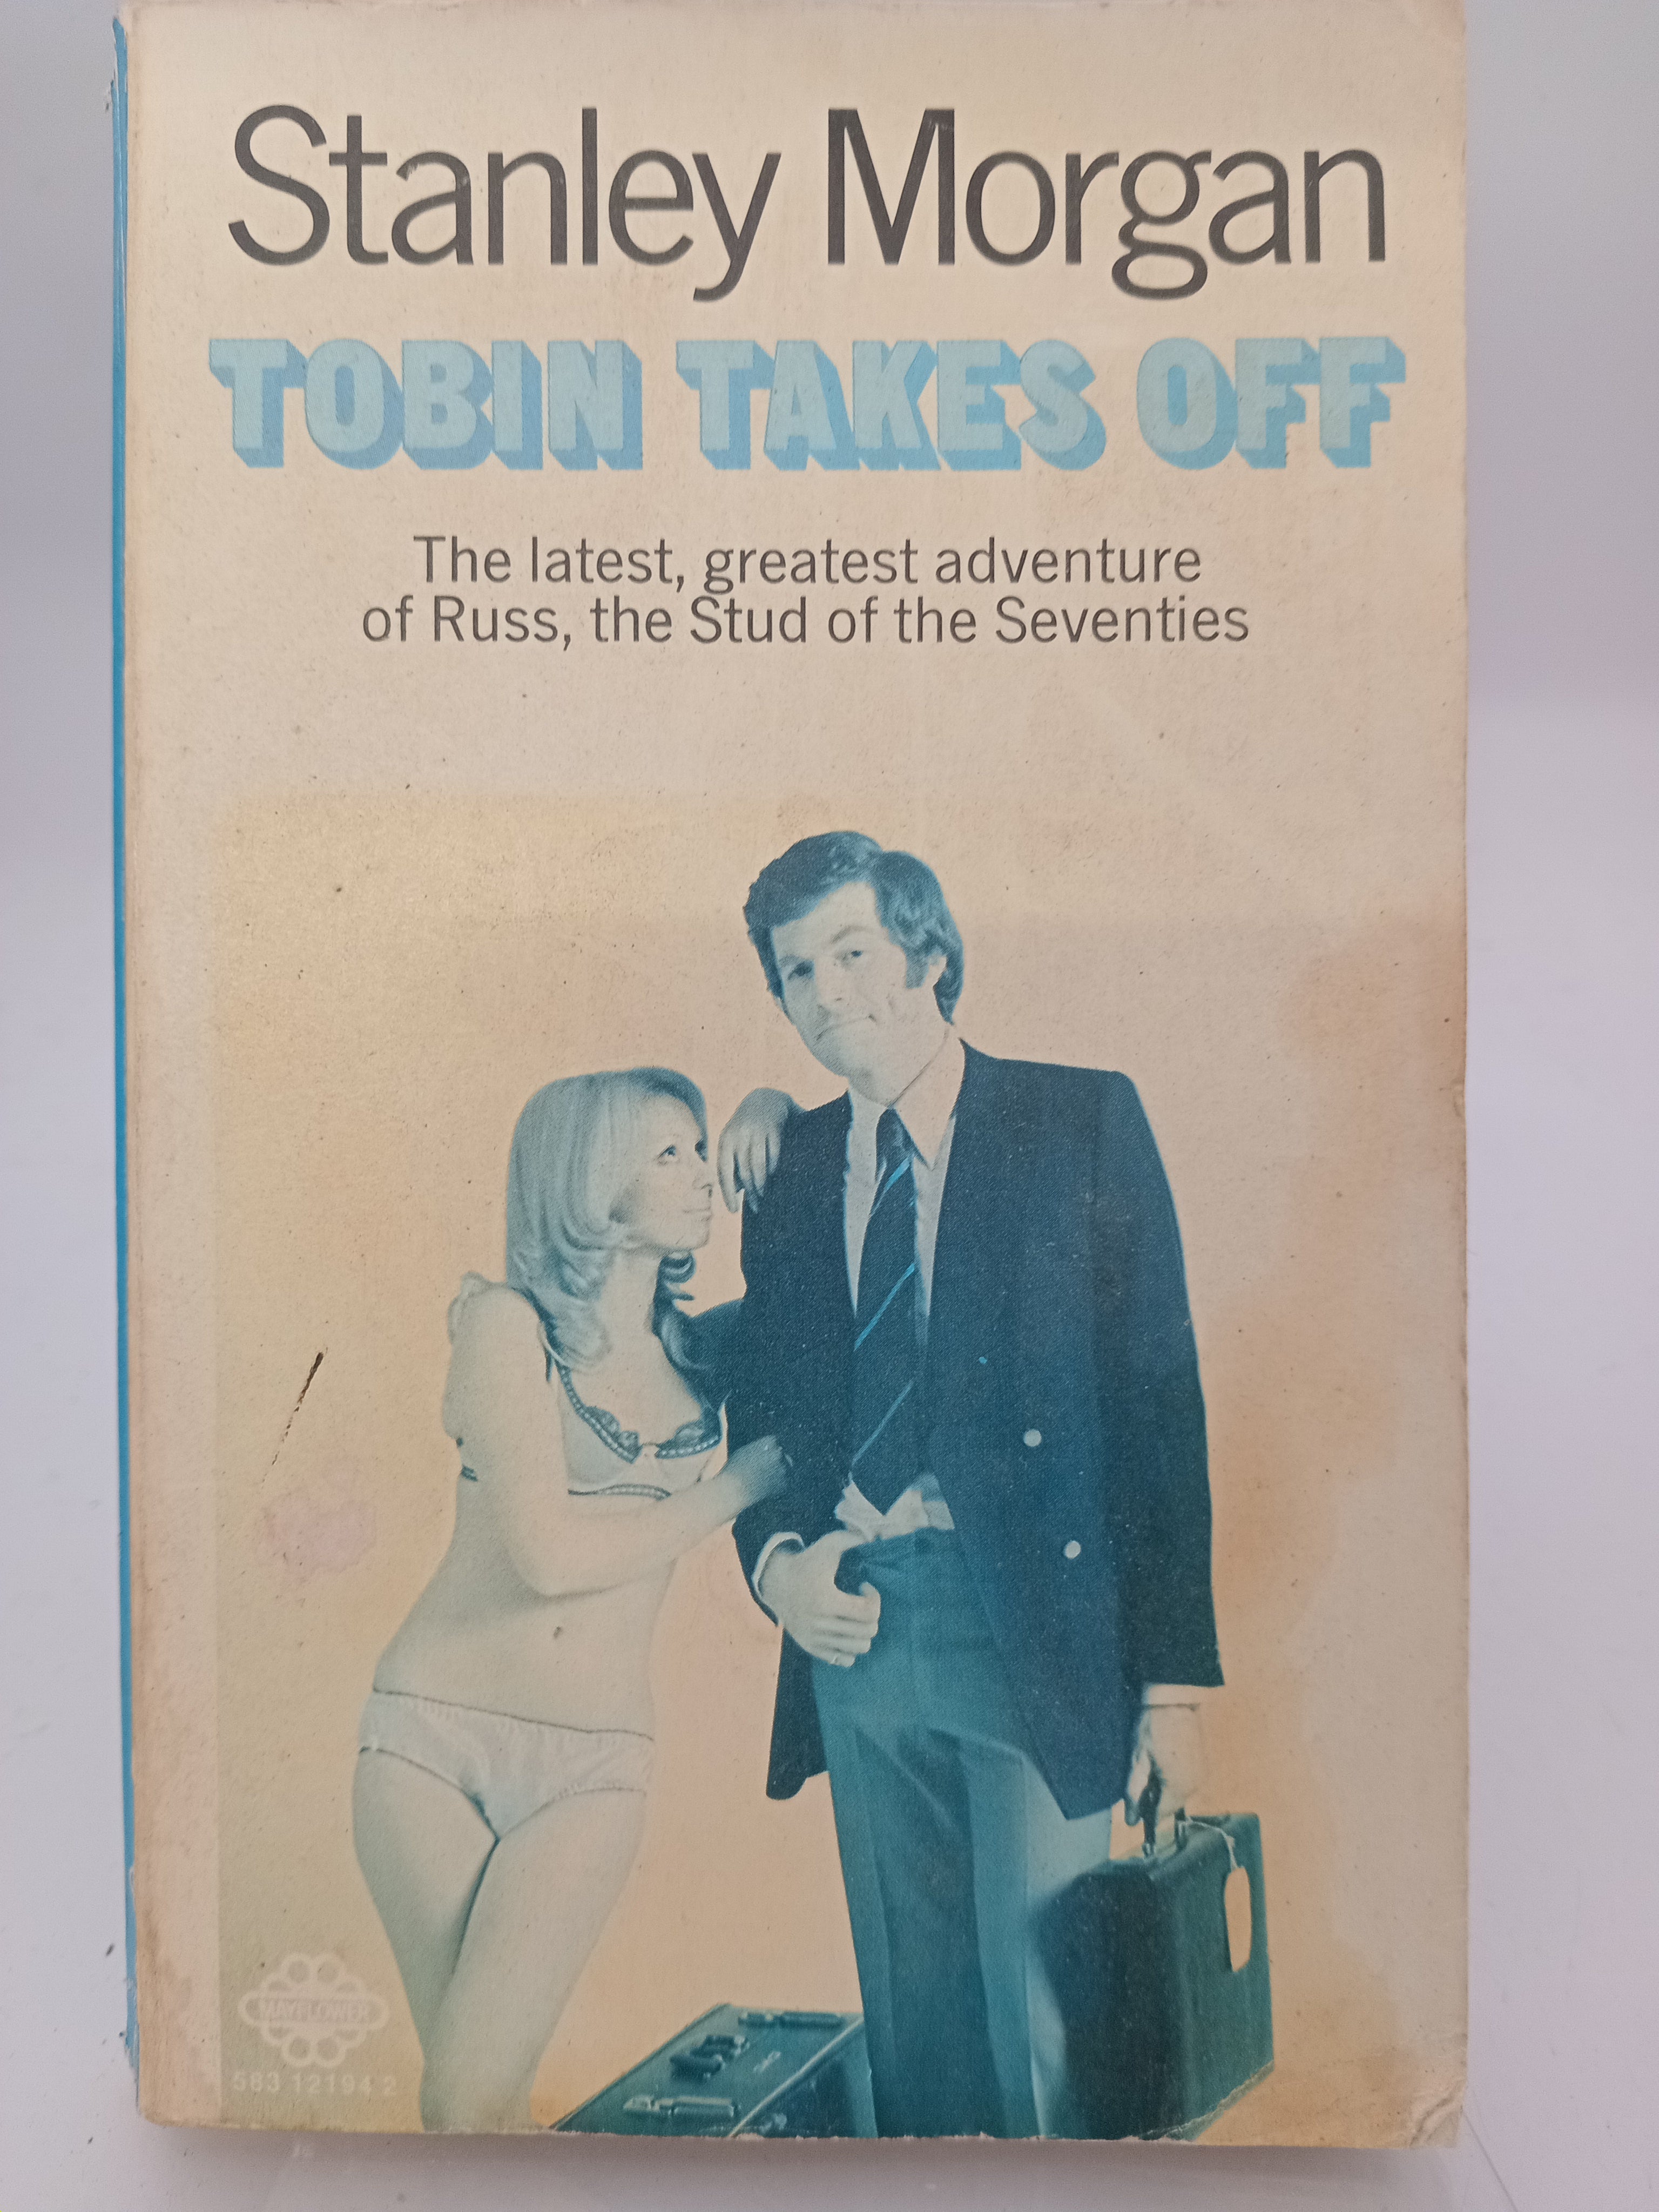 Stanley Morgan
TOBIN TAKES OFF
The latest, greatest adventure
of Russ, the Stud of the Seventies
MAYFLOWER
583 12194 2